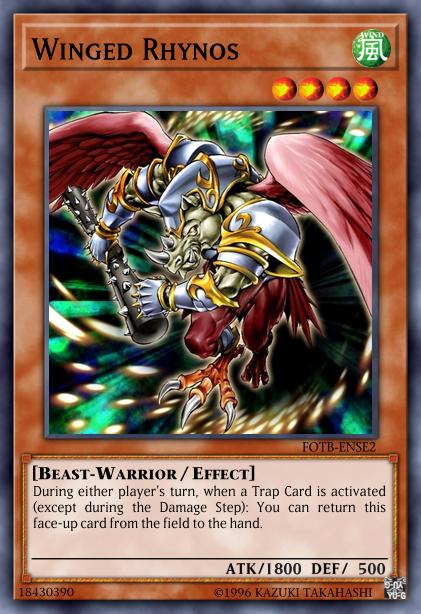 WINGED RHYNOS
WIND
風
FOTB-ENSE2
[BEAST-WARRIOR / EFFECT]
During either player's turn, when a Trap Card is activated
(except during the Damage Step): You can return this
face-up card from the field to the hand.
ATK/1800 DEF/ 500
18430390
©1996 KAZUKI TAKAHASHI